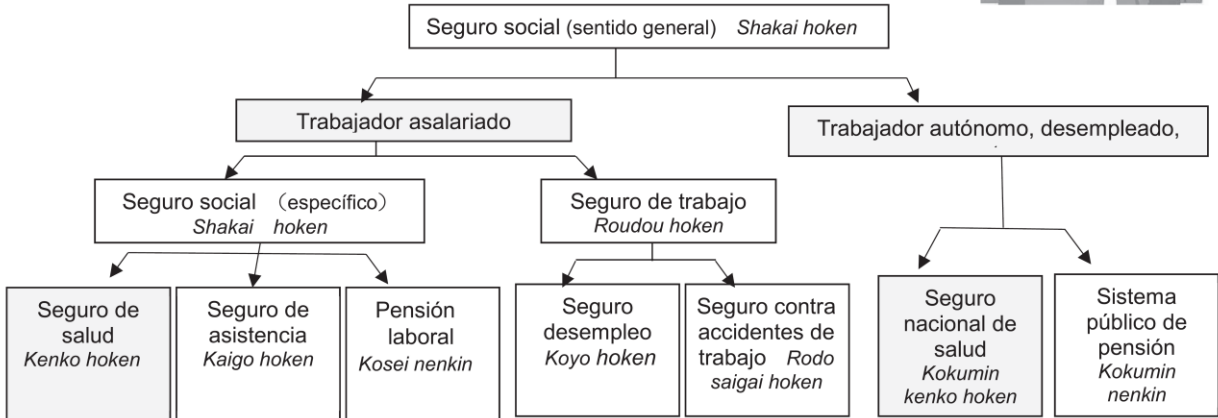 Seguro social (sentido general) Shakai hoken
Trabajador asalariado
Trabajador autónomo, desempleado,
Seguro social （específico）
Shakai hoken
Seguro de trabajo
Roudou hoken
Seguro de
salud
Kenko hoken
Seguro de
asistencia
Kaigo hoken
Pensión
laboral
Kosei nenkin
Seguro
desempleo
Koyo hoken
Seguro contra
accidentes de
trabajo Rodo
saigai hoken
Seguro
nacional de
salud
Kokumin
kenko hoken
Sistema
público de
pensión
Kokumin
nenkin